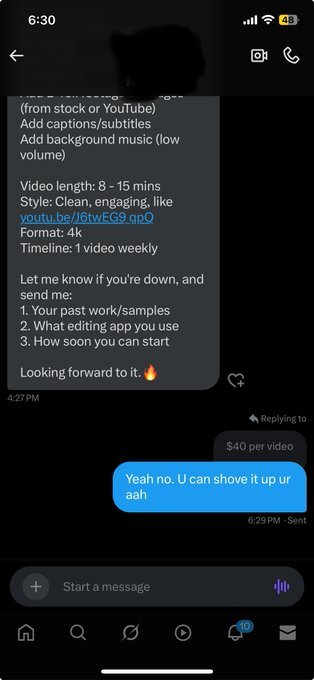 6:30
48
(from stock or YouTube)
Add captions/subtitles
Add background music (low
volume)
Video length: 8 - 15 mins
Style: Clean, engaging, like
youtu.be/J6twEG9_qpQ
Format: 4k
Timeline: 1 video weekly
Let me know if you're down, and
send me:
1. Your past work/samples
2. What editing app you use
3. How soon you can start
Looking forward to it.🔥
4:27 PM
Replying to
$40 per video
Yeah no. U can shove it up ur
aah
6:29 PM · Sent
Start a message
10